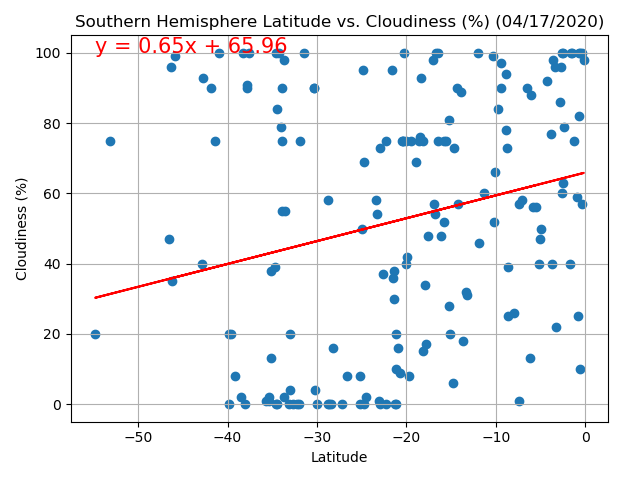 Southern Hemisphere Latitude vs. Cloudiness (%) (04/17/2020)
y = 0.65x + 65.96
100
80
60
40
20
0
Cloudiness (%)
−50 −40 −30 −20 −10 0
Latitude